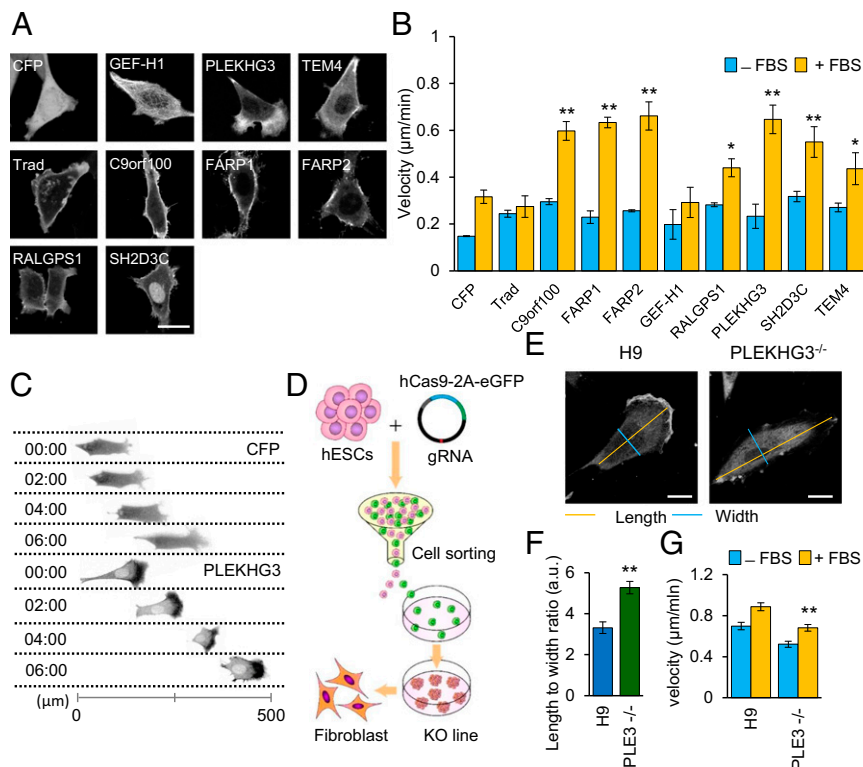 A
CFP
GEF-H1
PLEKHG3
TEM4
Trad
C9orf100
FARP1
FARP2
RALGPS1
SH2D3C
B
– FBS
+ FBS
Velocity (μm/min)
1
0.8
0.6
0.4
0.2
0
** ** ** * ** ** *
CFP
Trad
C9orf100
FARP1
FARP2
GEF-H1
RALGPS1
PLEKHG3
SH2D3C
TEM4
C
00:00 CFP
02:00
04:00
06:00
00:00 PLEKHG3
02:00
04:00
06:00
(μm)
0 500
D
hCas9-2A-eGFP
+
hESCs
gRNA
Cell sorting
Fibroblast
KO line
E
H9
PLEKHG3-/-
Length
Width
F
Length to width ratio (a.u.)
8
6
4
2
0
**
H9
PLE3 -/-
G
– FBS
+ FBS
velocity (μm/mIn)
1.2
0.8
0.4
0
**
H9
PLE3 -/-